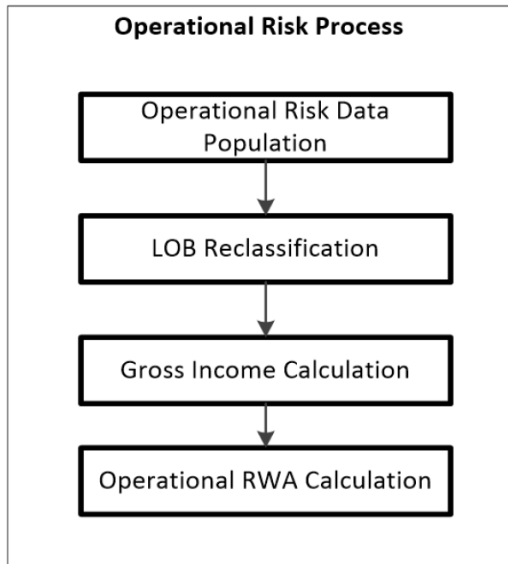 Operational Risk Process
Operational Risk Data
Population
LOB Reclassification
Gross Income Calculation
Operational RWA Calculation